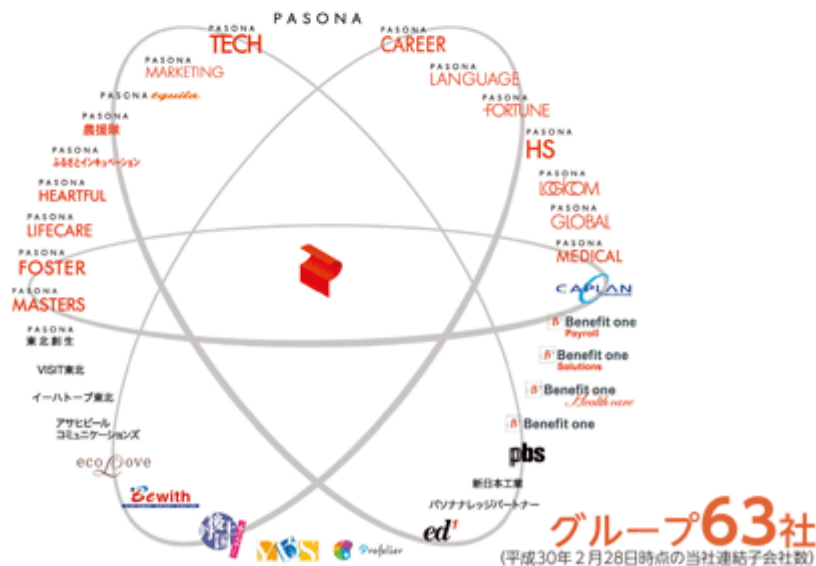 PASONA
PASONA
TECH
PASONA
MARKETING
PASONA
PASONA
農援隊
PASONA
ふるさとインキュベーション
PASONA
HEARTFUL
PASONA
LIFECARE
PASONA
FOSTER
PASONA
MASTERS
PASONA
東北創生
VISIT東北
イーハトーブ東北
アサヒビール
コミュニケーションズ
ecoLove
Bewith
Profelier
ed
パソナナレッジパートナー
新日本工業
pbs
Benefit one
Benefit one
Health care
Benefit one
Solutions
Benefit one
Payroll
CAPLAN
PASONA
MEDICAL
PASONA
GLOBAL
PASONA
LOGICOM
PASONA
HS
PASONA
FORTUNE
PASONA
LANGUAGE
PASONA
CAREER
グループ63社
(平成30年2月28日時点の当社連結子会社数)